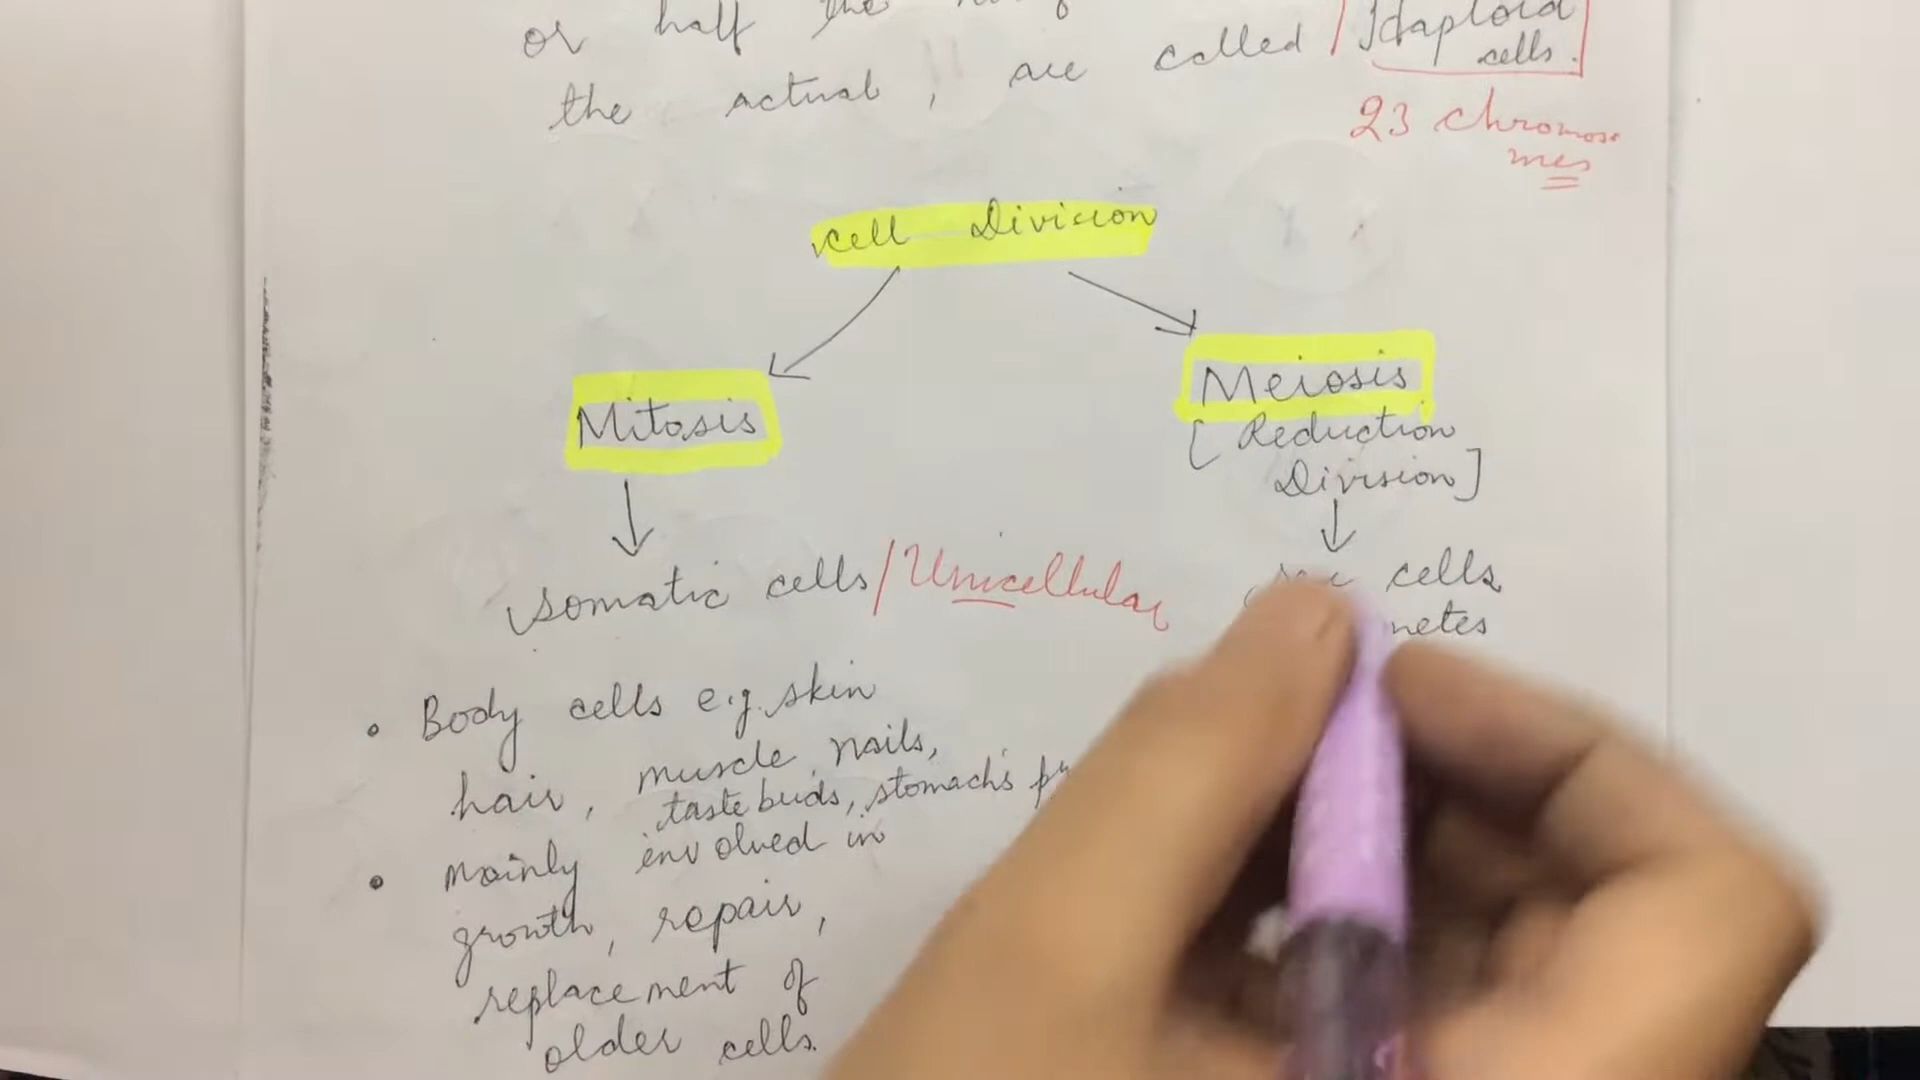 or half the
the actual, are called / Haploid
cells.
23 chromoso
mes
Cell Division
Mitosis
Meiosis
[ Reduction
Division ]
somatic cells / Unicellular
cells
• Body cells e.g. skin
hair, muscle, nails,
taste buds, stomach's
• mainly involved in
growth, repair,
replacement of
older cells.